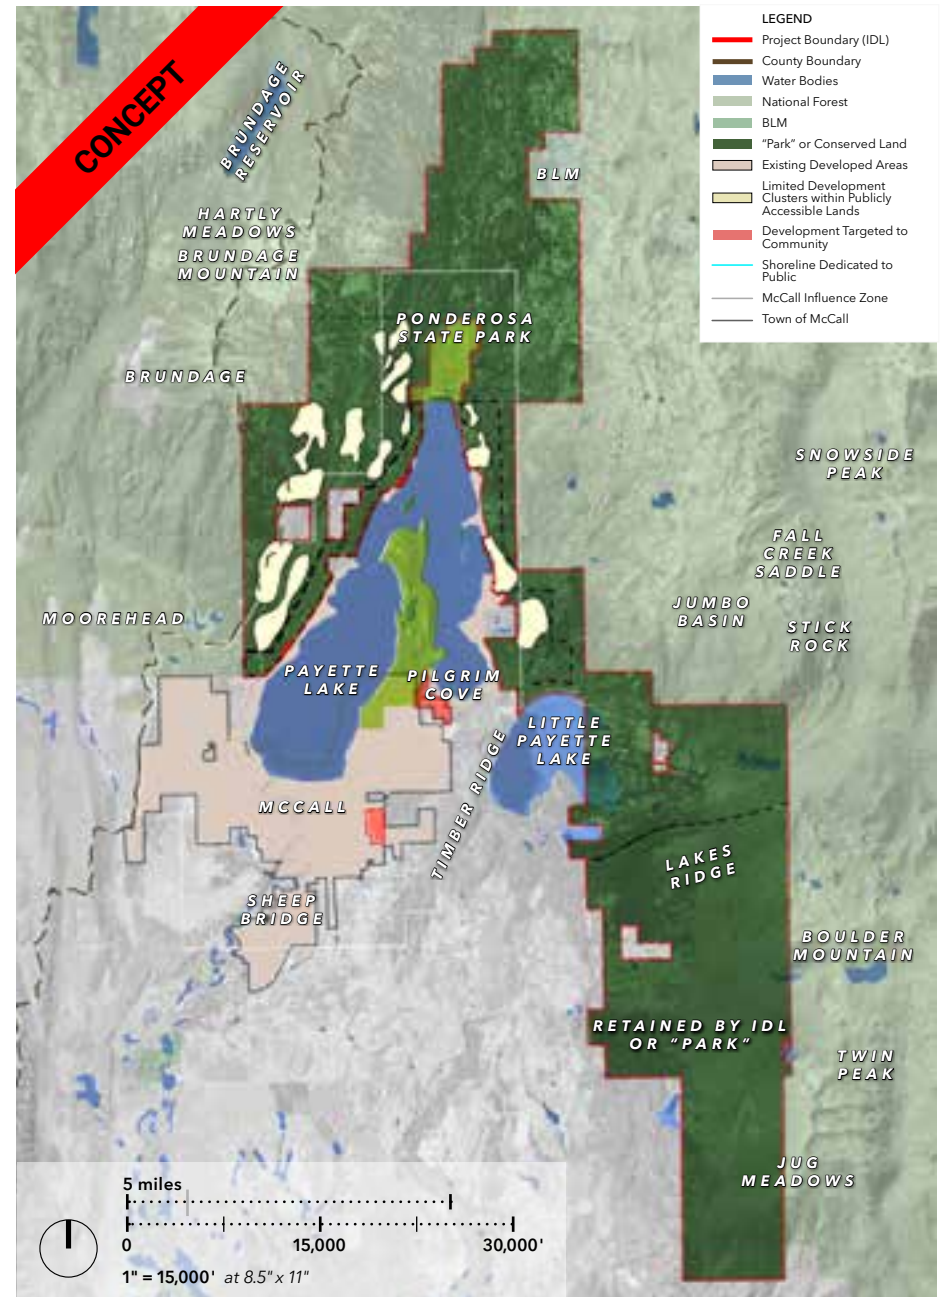 CONCEPT
LEGEND
Project Boundary (IDL)
County Boundary
Water Bodies
National Forest
BLM
"Park" or Conserved Land
Existing Developed Areas
Limited Development
Clusters within Publicly
Accessible Lands
Development Targeted to
Community
Shoreline Dedicated to
Public
McCall Influence Zone
Town of McCall
BRUNDAGE
RESERVOIR
BLM
HARTLY
MEADOWS
BRUNDAGE
MOUNTAIN
PONDEROSA
STATE PARK
BRUNDAGE
SNOWSIDE
PEAK
FALL
CREEK
SADDLE
JUMBO
BASIN
STICK
ROCK
MOOREHEAD
PAYETTE
LAKE
PILGRIM
COVE
LITTLE
PAYETTE
LAKE
TIMBER RIDGE
MCCALL
LAKES
RIDGE
SHEEP
BRIDGE
BOULDER
MOUNTAIN
RETAINED BY IDL
OR "PARK"
TWIN
PEAK
JUG
MEADOWS
5 miles
0 15,000 30,000'
1" = 15,000' at 8.5" x 11"